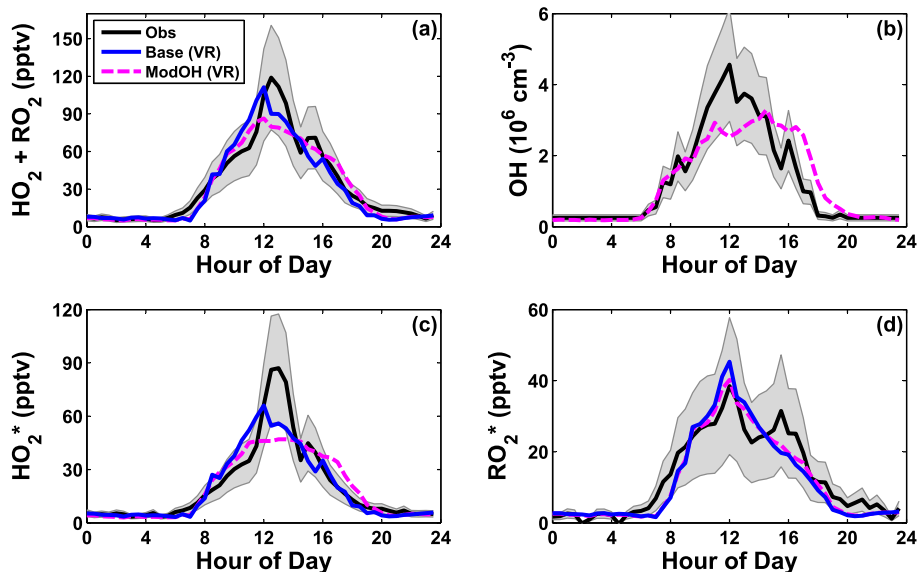 HO2 + RO2 (pptv)
150
120
90
60
30
0
Obs
Base (VR)
ModOH (VR)
(a)
0 4 8 12 16 20 24
Hour of Day
OH (10^6 cm^-3)
6
4
2
0
(b)
0 4 8 12 16 20 24
Hour of Day
HO2* (pptv)
120
90
60
30
0
(c)
0 4 8 12 16 20 24
Hour of Day
RO2* (pptv)
60
40
20
0
(d)
0 4 8 12 16 20 24
Hour of Day